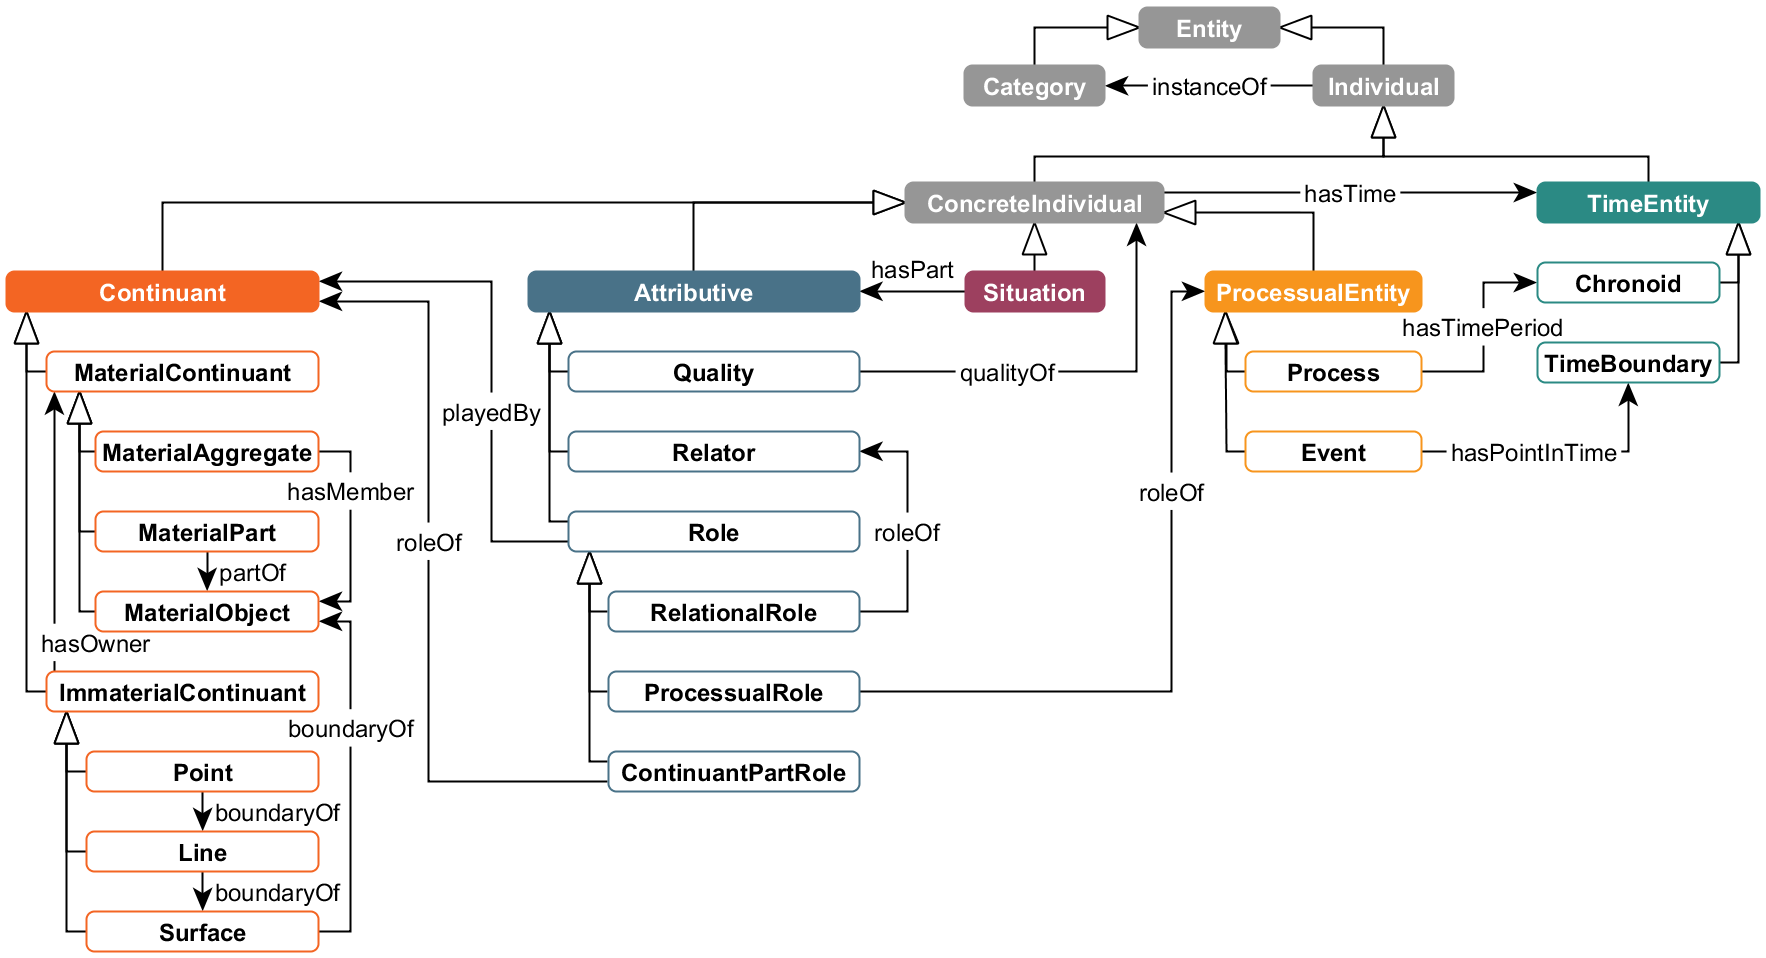 Entity
Category
instanceOf
Individual
ConcreteIndividual
hasTime
TimeEntity
Continuant
Attributive
hasPart
Situation
ProcessualEntity
Chronoid
hasTimePeriod
MaterialContinuant
Quality
qualityOf
Process
TimeBoundary
playedBy
MaterialAggregate
Relator
Event
hasPointInTime
hasMember
roleOf
MaterialPart
roleOf
Role
roleOf
partOf
MaterialObject
RelationalRole
hasOwner
ImmaterialContinuant
ProcessualRole
boundaryOf
Point
ContinuantPartRole
boundaryOf
Line
boundaryOf
Surface